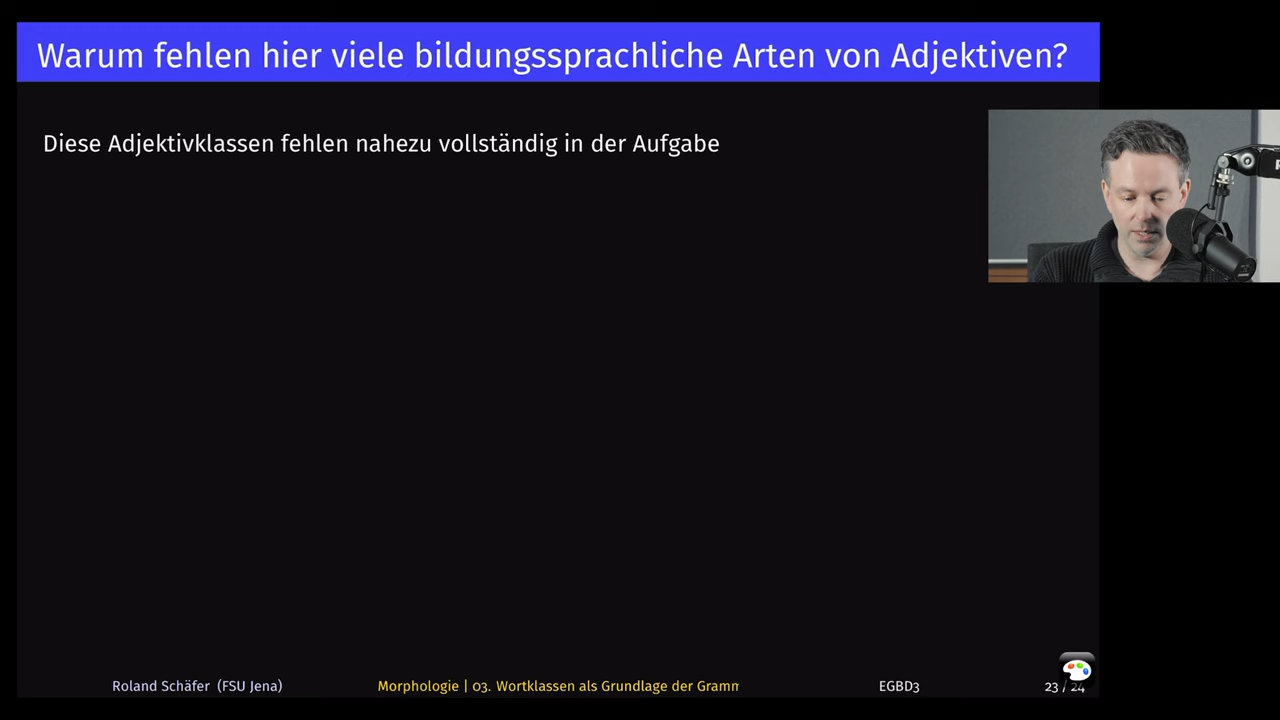 Warum fehlen hier viele bildungssprachliche Arten von Adjektiven?
Diese Adjektivklassen fehlen nahezu vollständig in der Aufgabe
Roland Schäfer (FSU Jena)
Morphologie | 03. Wortklassen als Grundlage der Gramm
EGBD3
23 / 24